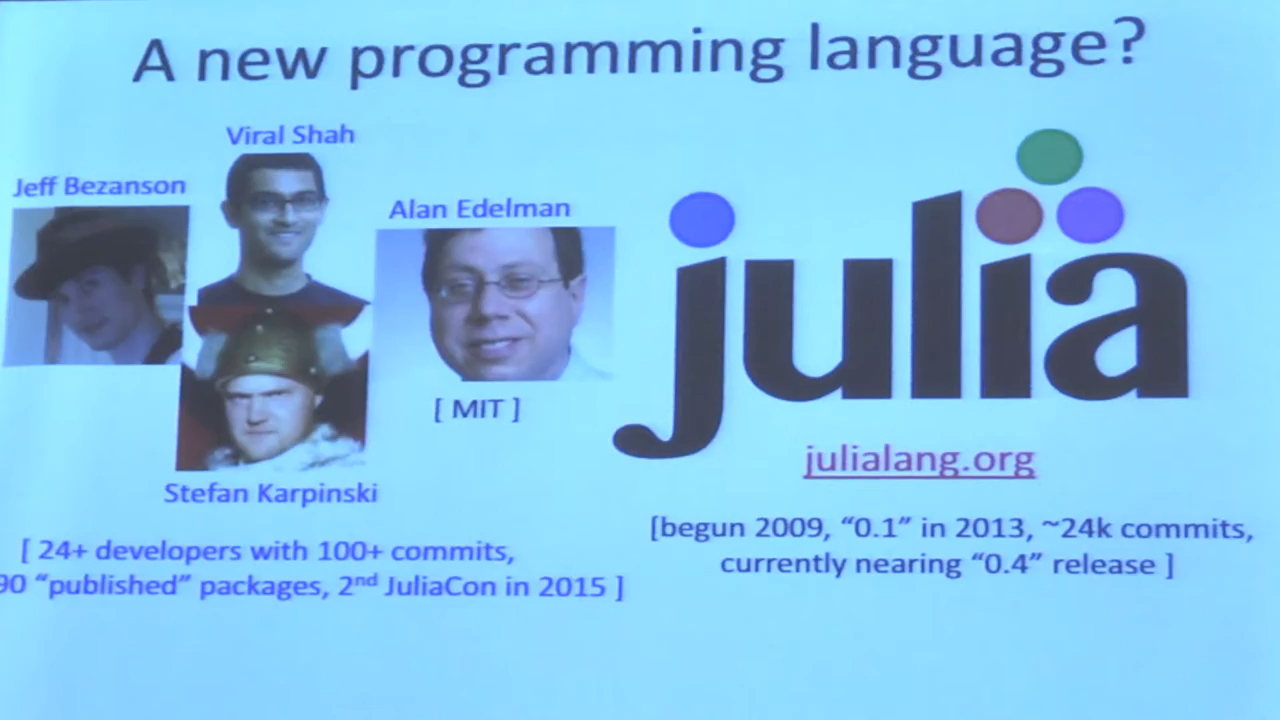 A new programming language?
Viral Shah
Jeff Bezanson
Alan Edelman
[ MIT ]
Stefan Karpinski
julia
julialang.org
[ 24+ developers with 100+ commits,
“published” packages, 2nd JuliaCon in 2015 ]
[begun 2009, “0.1” in 2013, ~24k commits,
currently nearing “0.4” release ]